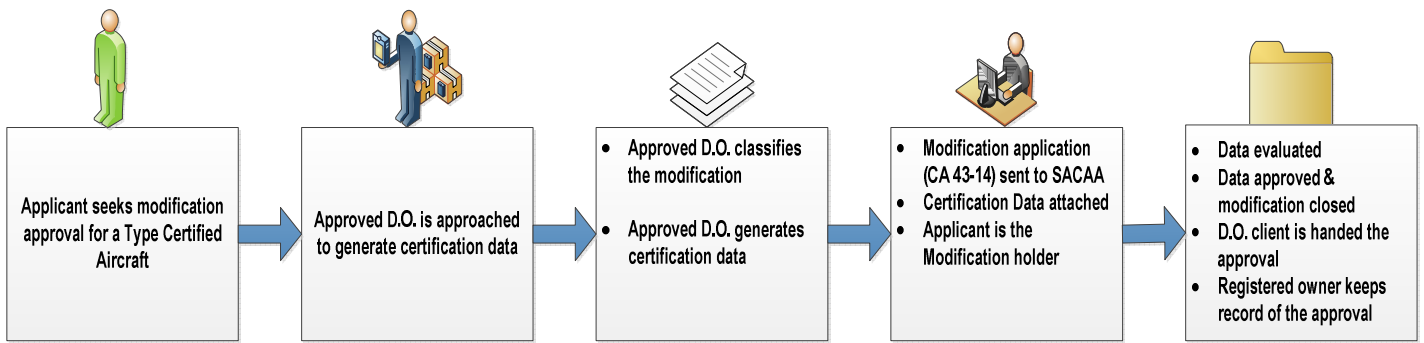 Applicant seeks modification
approval for a Type Certified
Aircraft
Approved D.O. is approached
to generate certification data
• Approved D.O. classifies
the modification
• Approved D.O. generates
certification data
• Modification application
(CA 43-14) sent to SACAA
• Certification Data attached
• Applicant is the
Modification holder
• Data evaluated
• Data approved &
modification closed
• D.O. client is handed the
approval
• Registered owner keeps
record of the approval